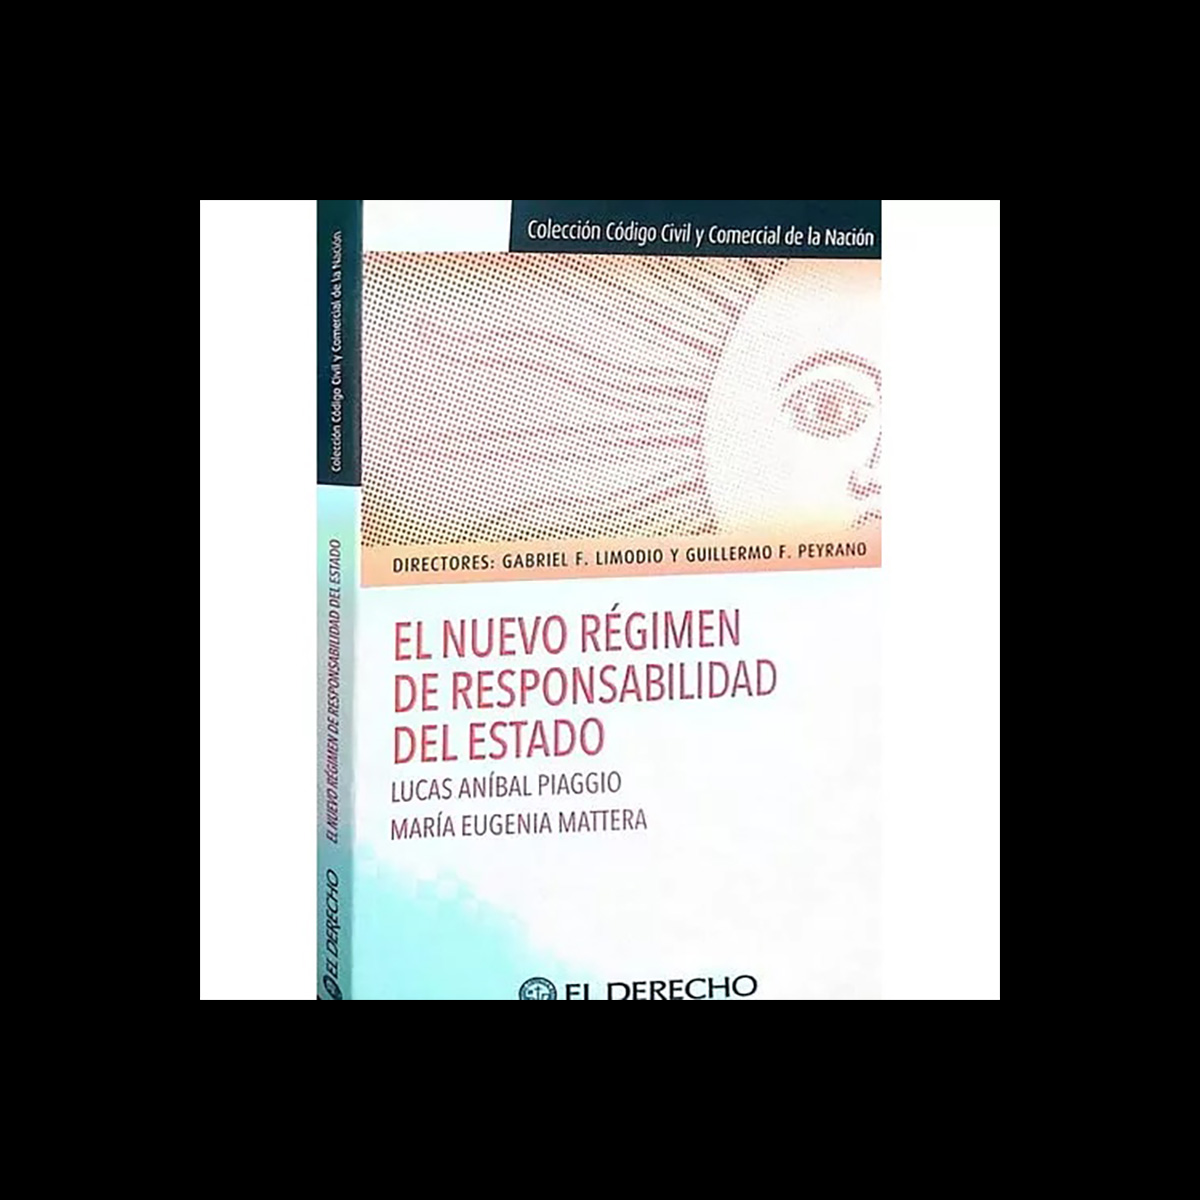 Colección Código Civil y Comercial de la Nación
DIRECTORES: GABRIEL F. LIMODIO Y GUILLERMO F. PEYRANO
EL NUEVO RÉGIMEN
DE RESPONSABILIDAD
DEL ESTADO
LUCAS ANÍBAL PIAGGIO
MARÍA EUGENIA MATTERA
EL DERECHO
Colección Código Civil y Comercial de la Nación
EL NUEVO RÉGIMEN DE RESPONSABILIDAD DEL ESTADO
EL DERECHO